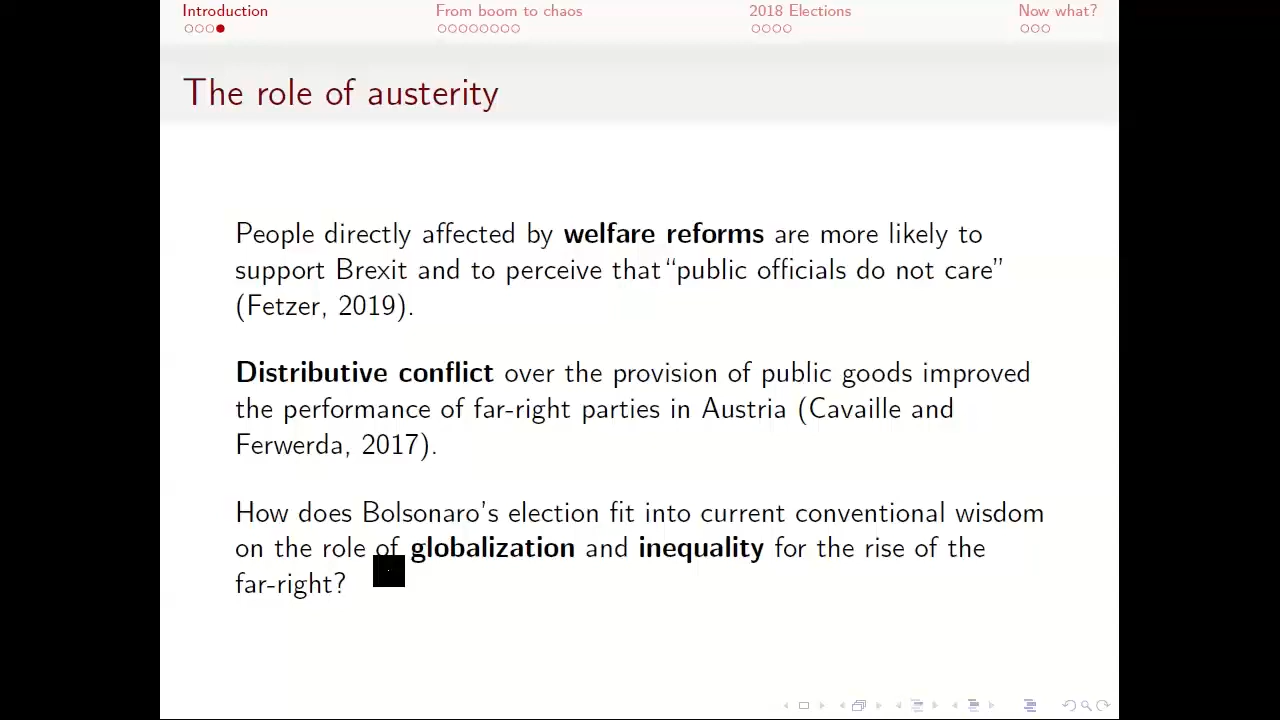 Introduction From boom to chaos 2018 Elections Now what?
The role of austerity
People directly affected by welfare reforms are more likely to
support Brexit and to perceive that “public officials do not care”
(Fetzer, 2019).
Distributive conflict over the provision of public goods improved
the performance of far-right parties in Austria (Cavaille and
Ferwerda, 2017).
How does Bolsonaro's election fit into current conventional wisdom
on the role of globalization and inequality for the rise of the
far-right?